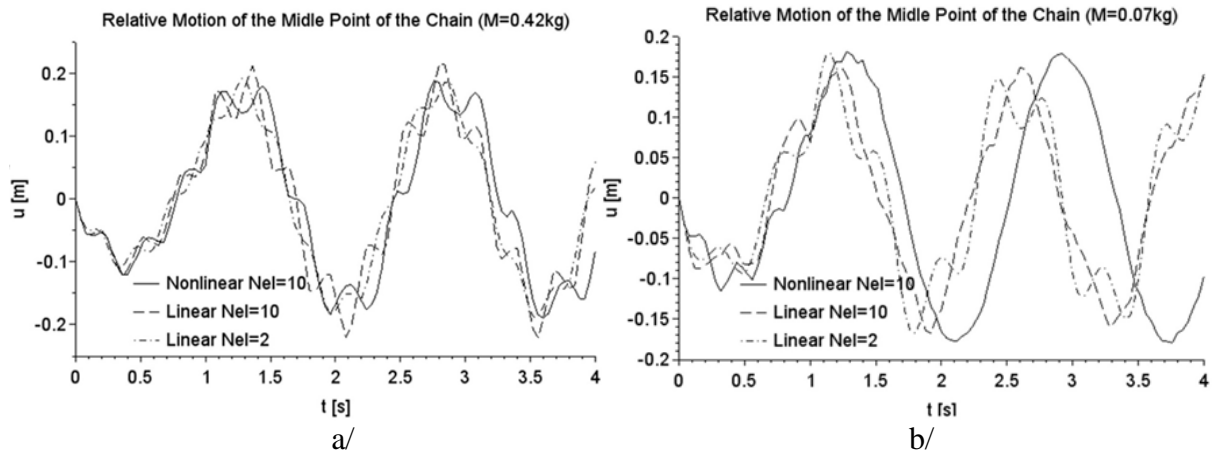 Relative Motion of the Midle Point of the Chain (M=0.42kg)
u [m]
0.2
0.1
0
-0.1
-0.2
Nonlinear Nel=10
Linear Nel=10
Linear Nel=2
0 0.5 1 1.5 2 2.5 3 3.5 4
t [s]
a/
Relative Motion of the Midle Point of the Chain (M=0.07kg)
u [m]
0.2
0.15
0.1
0.05
0
-0.05
-0.1
-0.15
-0.2
Nonlinear Nel=10
Linear Nel=10
Linear Nel=2
0 0.5 1 1.5 2 2.5 3 3.5 4
t [s]
b/